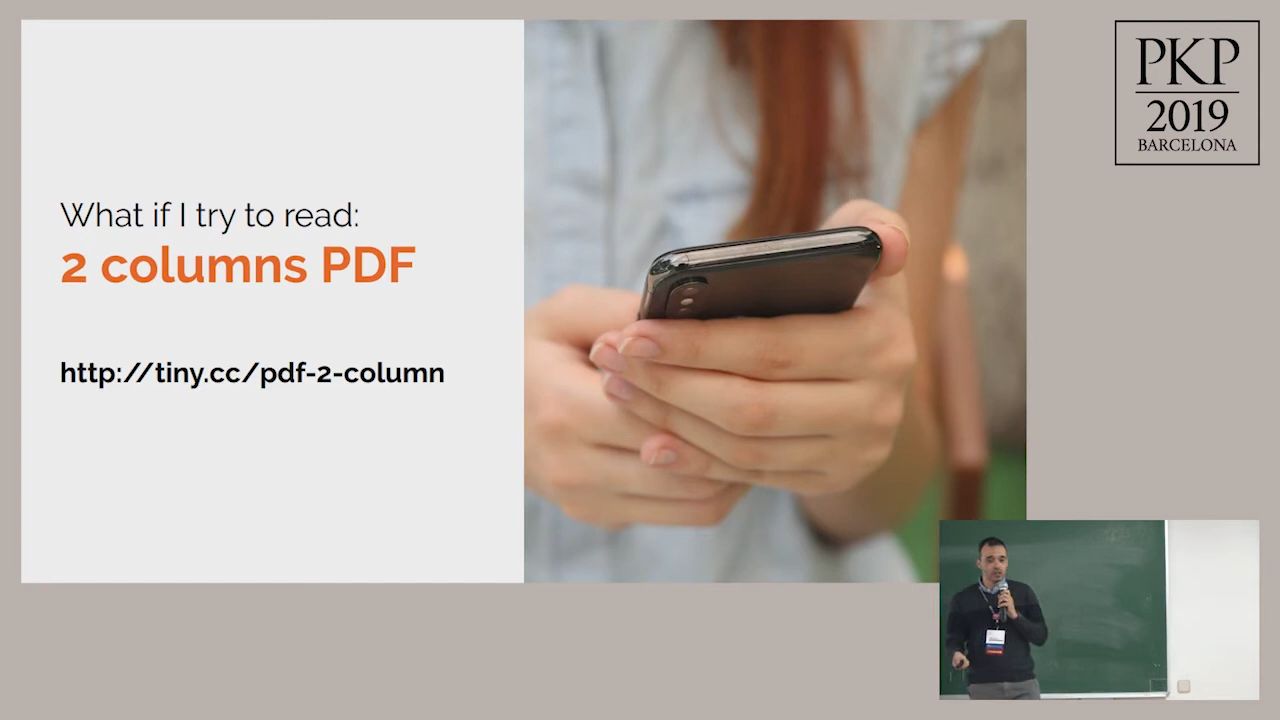 What if I try to read:
2 columns PDF
http://tiny.cc/pdf-2-column
PKP
2019
BARCELONA